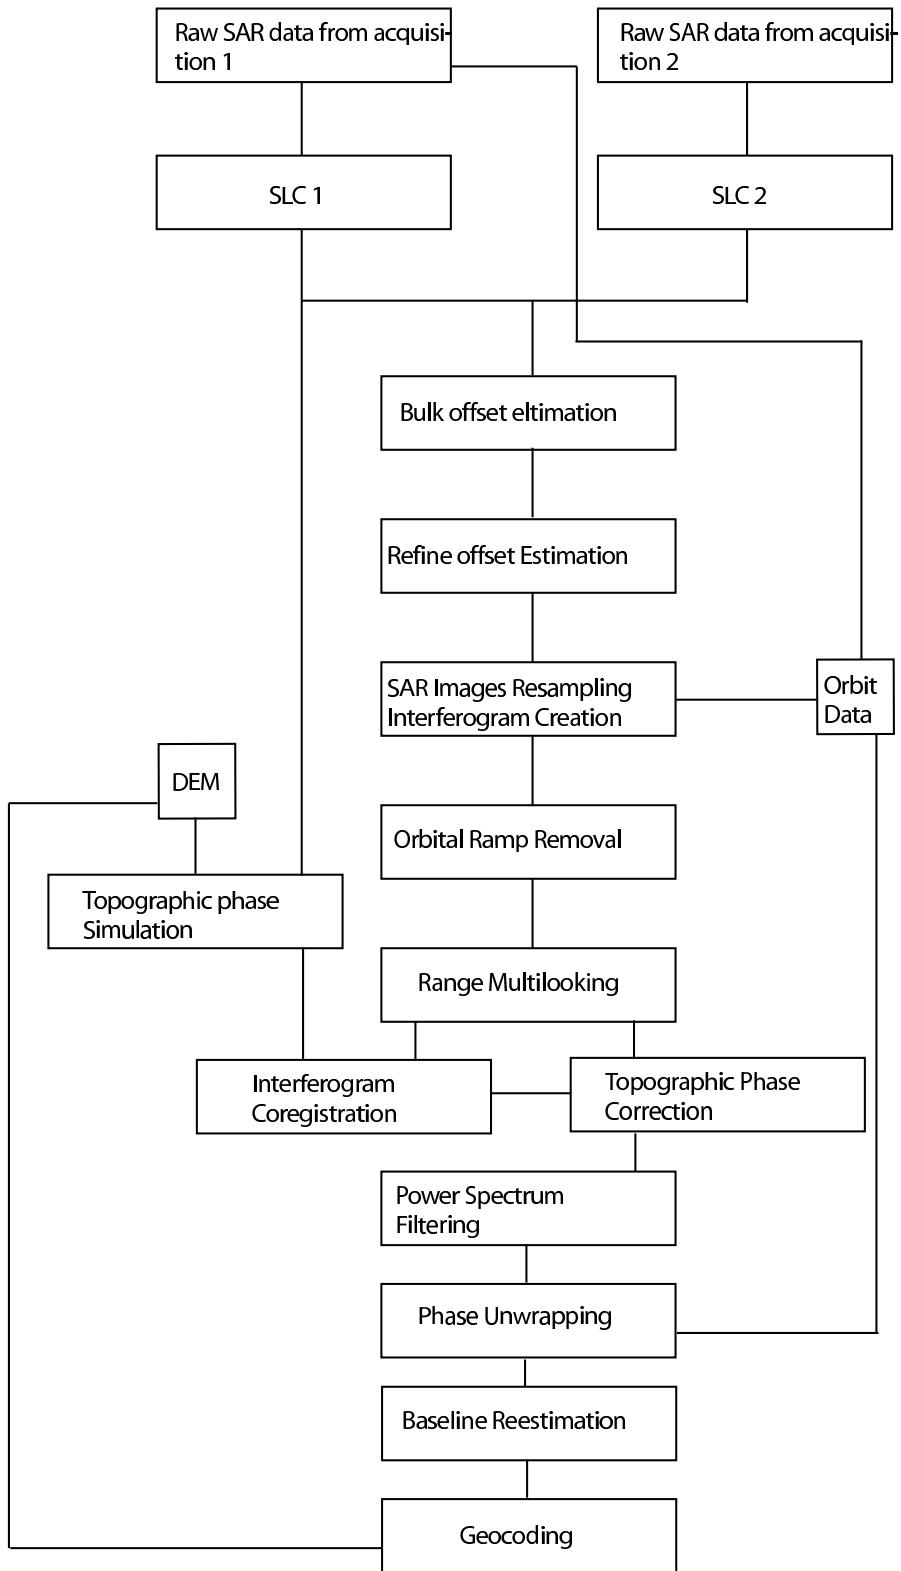 Raw SAR data from acquisi-
tion 1
Raw SAR data from acquisi-
tion 2
SLC 1
SLC 2
Bulk offset eltimation
Refine offset Estimation
SAR Images Resampling
Interferogram Creation
Orbit
Data
DEM
Orbital Ramp Removal
Topographic phase
Simulation
Range Multilooking
Interferogram
Coregistration
Topographic Phase
Correction
Power Spectrum
Filtering
Phase Unwrapping
Baseline Reestimation
Geocoding